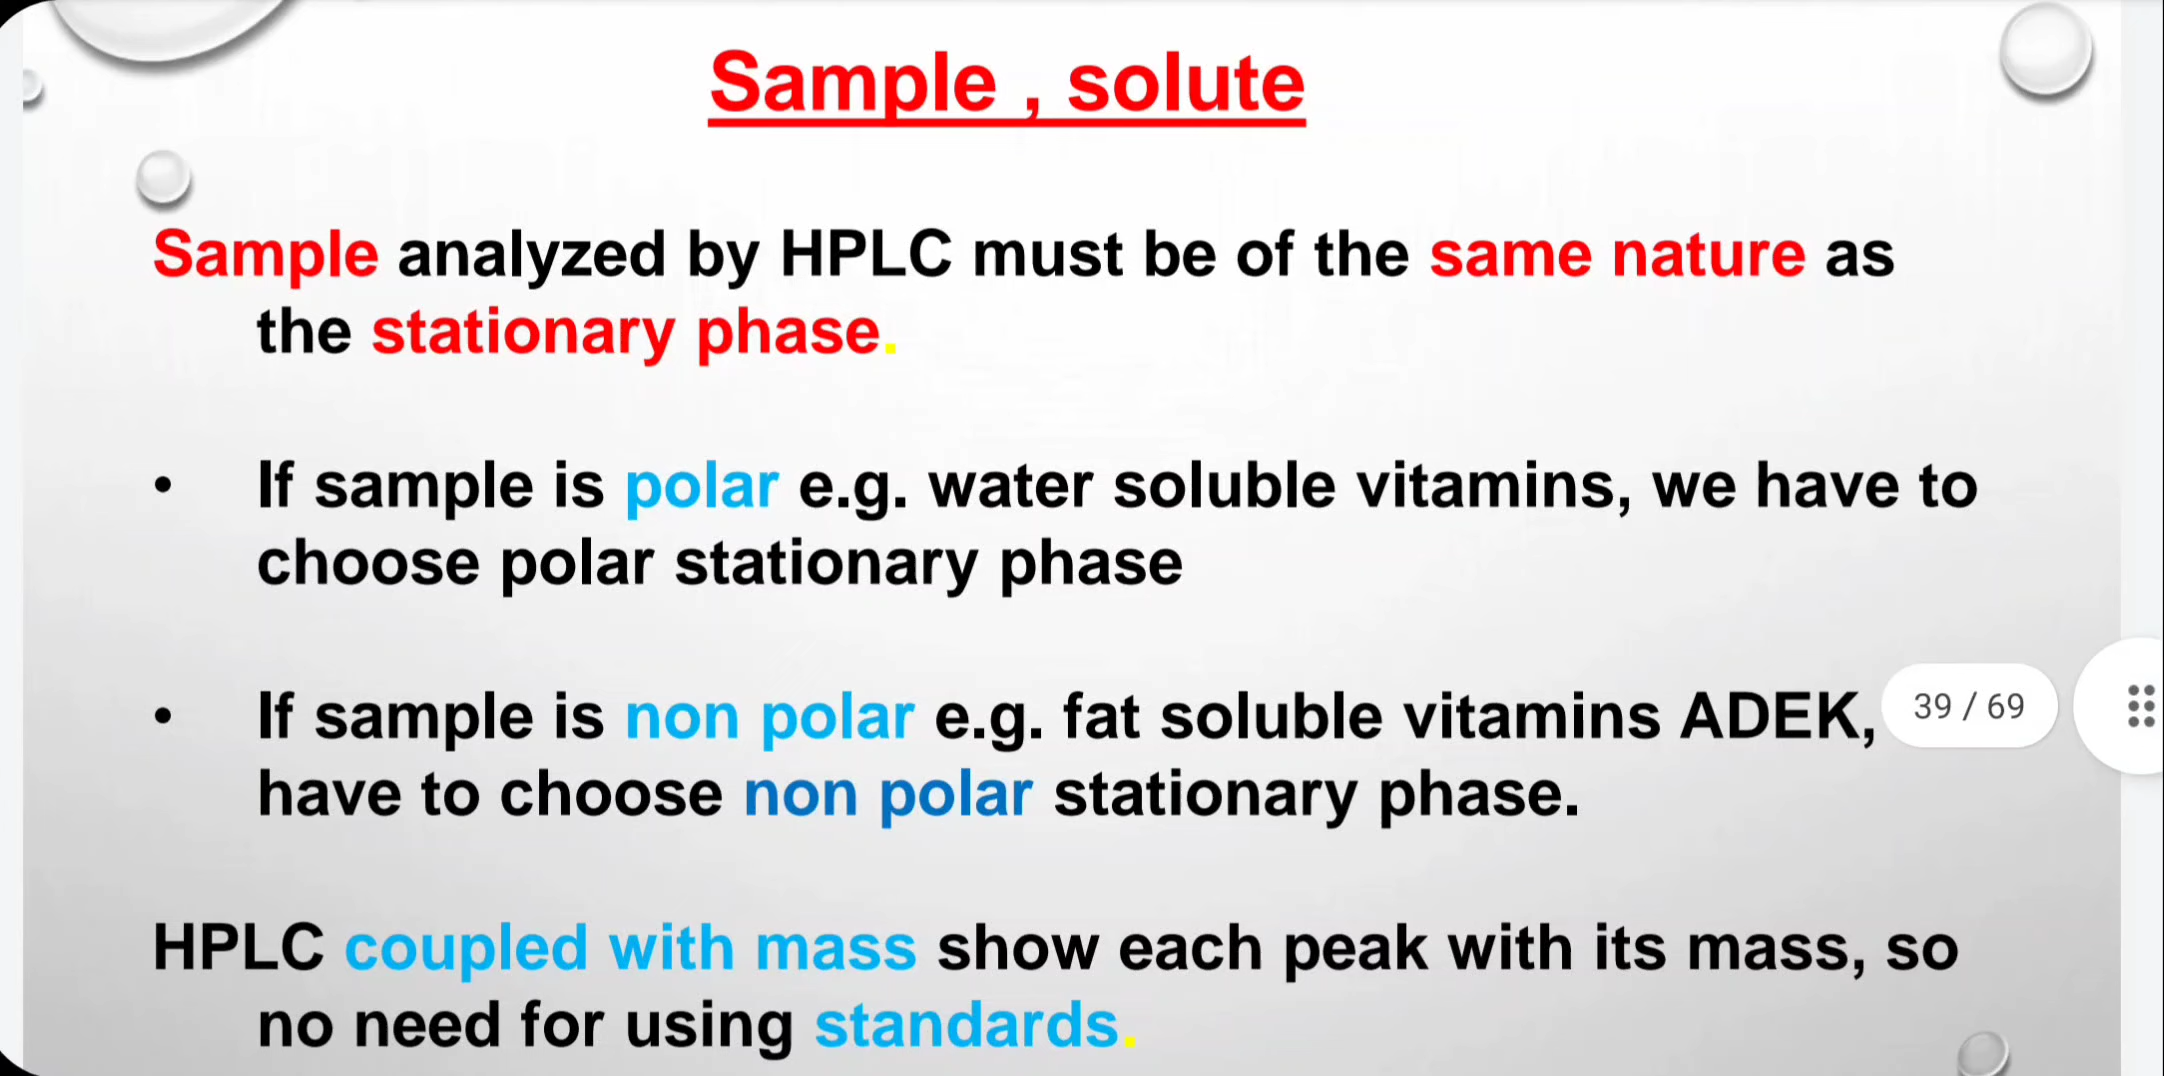 Sample , solute
Sample analyzed by HPLC must be of the same nature as
the stationary phase.
• If sample is polar e.g. water soluble vitamins, we have to
choose polar stationary phase
• If sample is non polar e.g. fat soluble vitamins ADEK,
39 / 69
have to choose non polar stationary phase.
HPLC coupled with mass show each peak with its mass, so
no need for using standards.